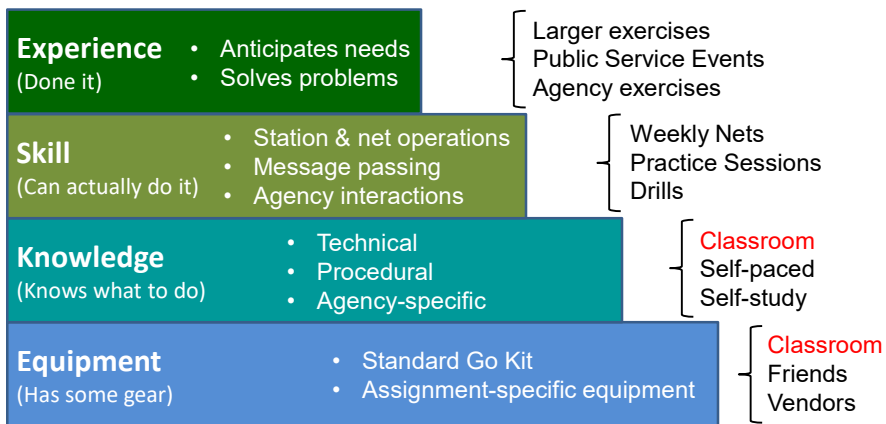 Experience
(Done it)
• Anticipates needs
• Solves problems
Larger exercises
Public Service Events
Agency exercises
Skill
(Can actually do it)
• Station & net operations
• Message passing
• Agency interactions
Weekly Nets
Practice Sessions
Drills
Knowledge
(Knows what to do)
• Technical
• Procedural
• Agency-specific
Classroom
Self-paced
Self-study
Equipment
(Has some gear)
• Standard Go Kit
• Assignment-specific equipment
Classroom
Friends
Vendors